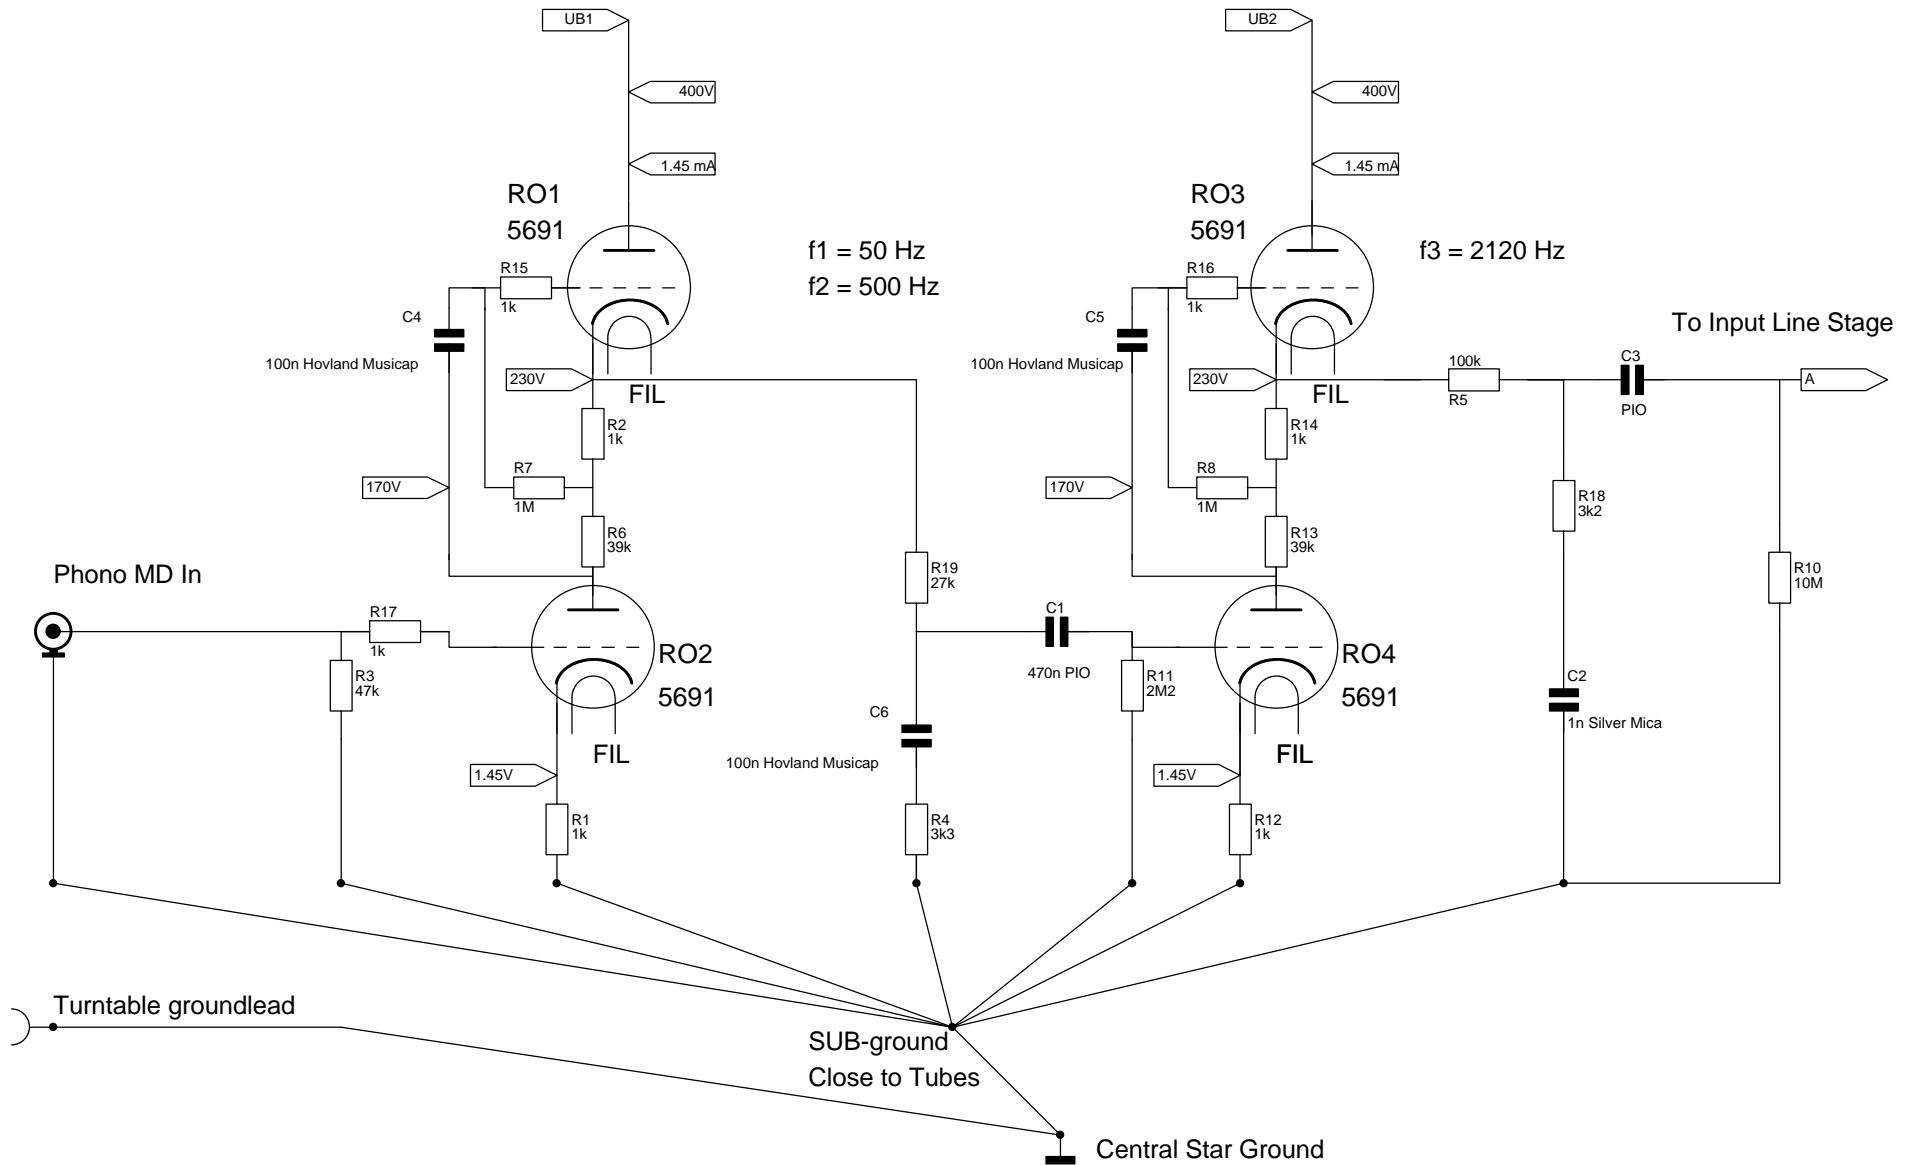 UB1
UB2
400V
400V
1.45 mA
1.45 mA
RO1
5691
RO3
5691
f1 = 50 Hz
f2 = 500 Hz
f3 = 2120 Hz
R15
1k
R16
1k
C4
100n Hovland Musicap
C5
100n Hovland Musicap
To Input Line Stage
230V
FIL
230V
FIL
100k
R5
C3
PIO
A
R2
1k
R14
1k
170V
R7
1M
170V
R8
1M
R18
3k2
R6
39k
R13
39k
Phono MD In
R19
27k
R10
10M
R17
1k
R3
47k
RO2
5691
C1
470n PIO
R11
2M2
RO4
5691
C2
1n Silver Mica
C6
100n Hovland Musicap
FIL
FIL
1.45V
1.45V
R1
1k
R4
3k3
R12
1k
Turntable groundlead
SUB-ground
Close to Tubes
Central Star Ground